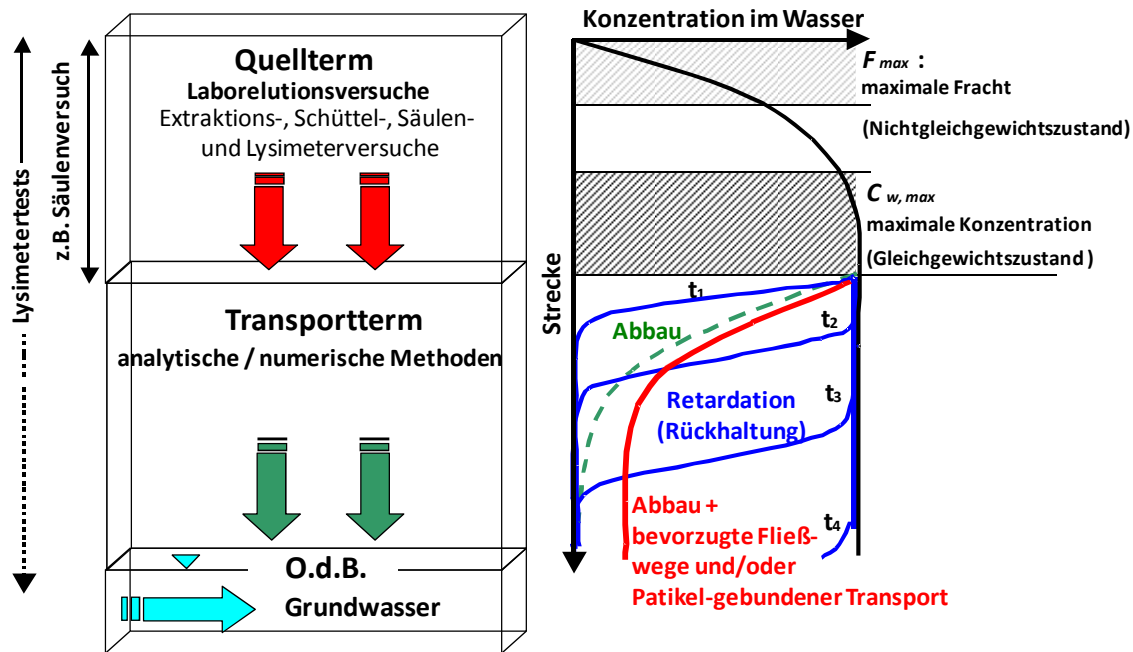 Lysimetertests
z.B. Säulenversuch
Quellterm
Laborelutionsversuche
Extraktions-, Schüttel-, Säulen-
und Lysimeterversuche
Transportterm
analytische / numerische Methoden
O.d.B.
Grundwasser
Konzentration im Wasser
Strecke
F max :
maximale Fracht
(Nichtgleichgewichtszustand)
C w, max
maximale Konzentration
(Gleichgewichtszustand )
t1
t2
t3
t4
Abbau
Retardation
(Rückhaltung)
Abbau +
bevorzugte Fließ-
wege und/oder
Patikel-gebundener Transport